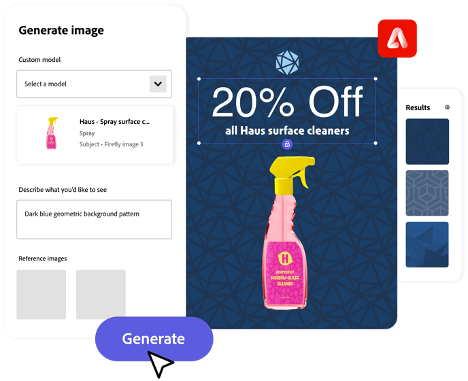 Generate image
Custom model
Select a model
Haus - Spray surface c...
Spray
Subject • Firefly image 3
Describe what you'd like to see
Dark blue geometric background pattern
Reference images
Generate
20% Off
all Haus surface cleaners
H
Results